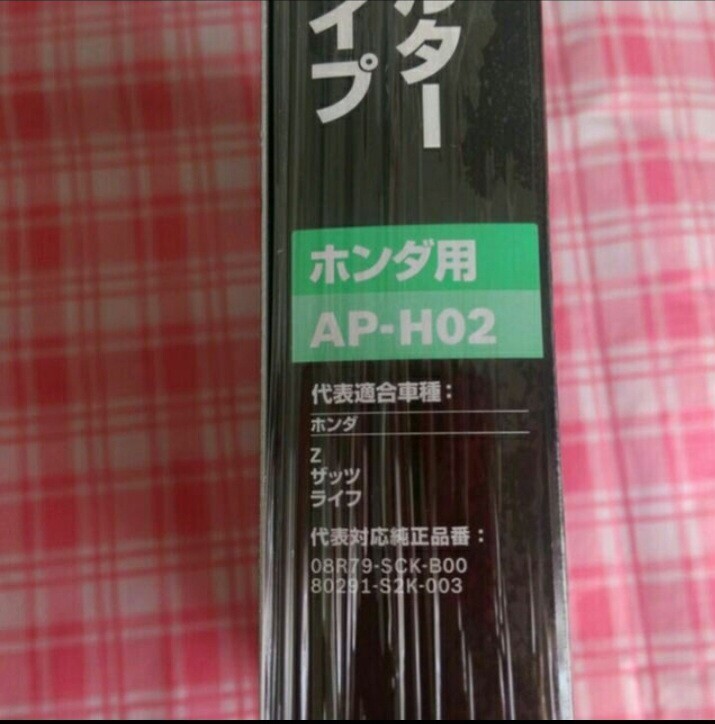 ルター
イプ
ホンダ用
AP-H02
代表適合車種：
ホンダ
Z
ザッツ
ライフ
代表対応純正品番：
08R79-SCK-B00
80291-S2K-003